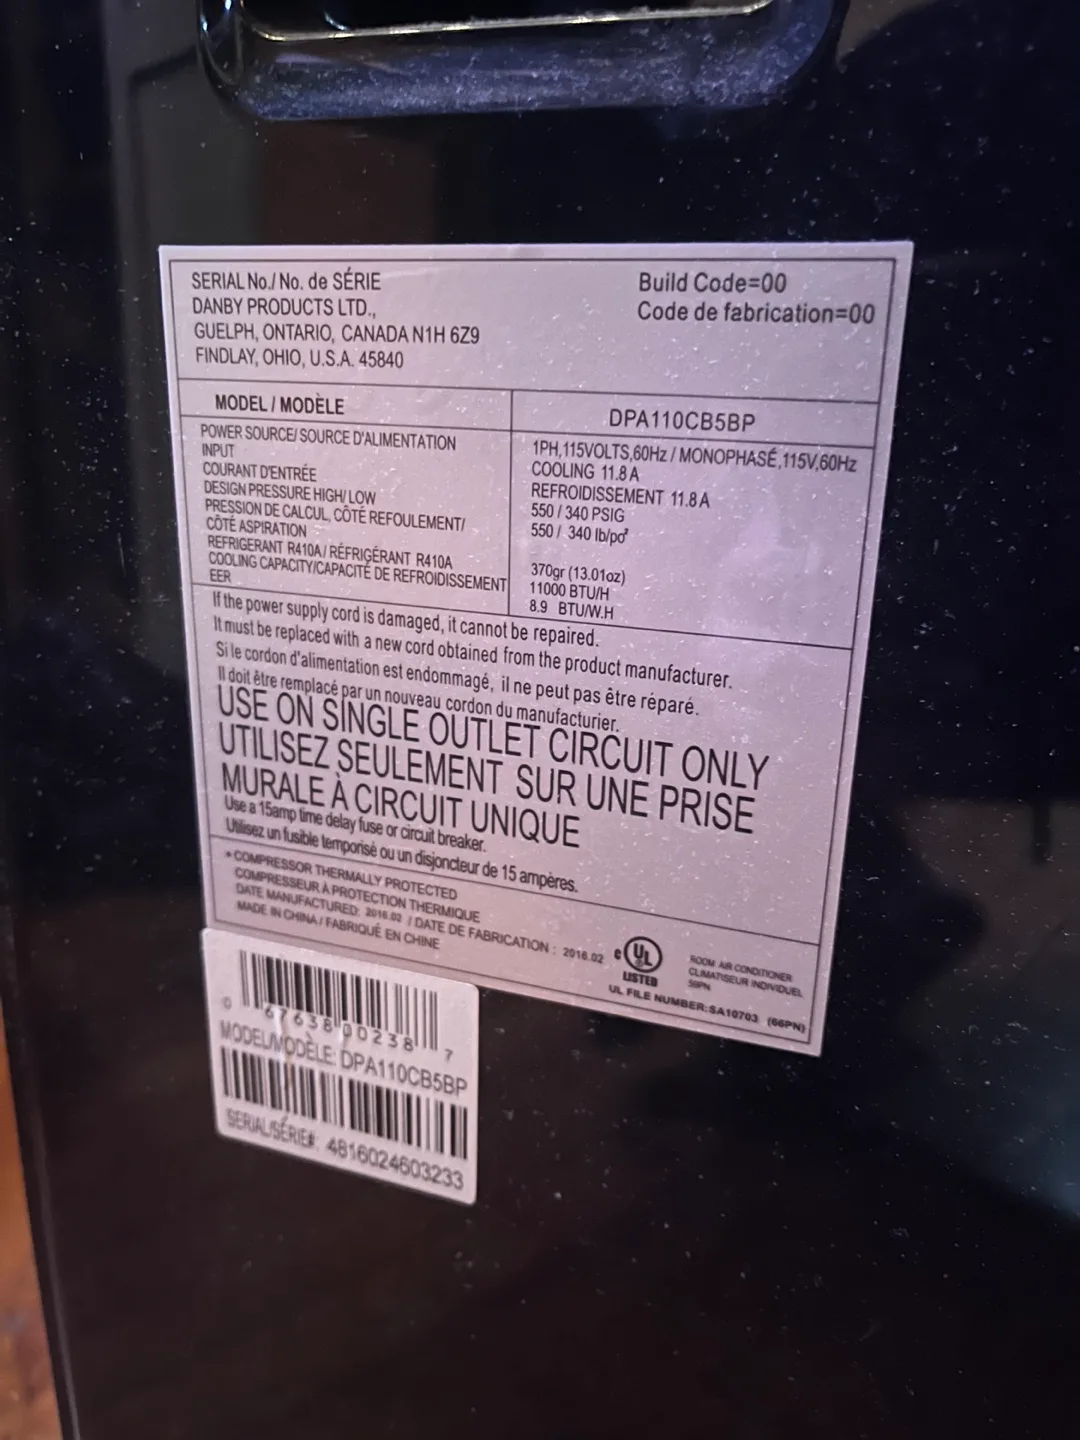 SERIAL No./ No. de SÉRIE
DANBY PRODUCTS LTD.,
GUELPH, ONTARIO, CANADA N1H 6Z9
FINDLAY, OHIO, U.S.A. 45840
Build Code=00
Code de fabrication=00
MODEL / MODÈLE
DPA110CB5BP
POWER SOURCE/ SOURCE D'ALIMENTATION
INPUT
COURANT D'ENTRÉE
DESIGN PRESSURE HIGH/ LOW
PRESSION DE CALCUL, CÔTÉ REFOULEMENT/
CÔTÉ ASPIRATION
REFRIGERANT R410A / RÉFRIGÉRANT R410A
COOLING CAPACITY/CAPACITÉ DE REFROIDISSEMENT
EER
1PH,115VOLTS,60Hz / MONOPHASÉ,115V,60Hz
COOLING 11.8 A
REFROIDISSEMENT 11.8 A
550 / 340 PSIG
550 / 340 lb/po²
370gr (13.01oz)
11000 BTU/H
8.9 BTU/W.H
If the power supply cord is damaged, it cannot be repaired.
It must be replaced with a new cord obtained from the product manufacturer.
Si le cordon d'alimentation est endommagé, il ne peut pas être réparé.
Il doit être remplacé par un nouveau cordon du manufacturier.
USE ON SINGLE OUTLET CIRCUIT ONLY
UTILISEZ SEULEMENT SUR UNE PRISE
MURALE À CIRCUIT UNIQUE
Use a 15amp time delay fuse or circuit breaker.
Utilisez un fusible temporisé ou un disjoncteur de 15 ampères.
* COMPRESSOR THERMALLY PROTECTED
COMPRESSEUR À PROTECTION THERMIQUE
DATE MANUFACTURED: 2016.02 / DATE DE FABRICATION : 2016.02
MADE IN CHINA / FABRIQUÉ EN CHINE
c UL
LISTED
ROOM AIR CONDITIONER
CLIMATISEUR INDIVIDUEL
59PN
UL FILE NUMBER:SA10703 (66PN)
0 67638 00238 7
MODEL/MODÈLE: DPA110CB5BP
SERIAL/SÉRIE#: 4816024603233